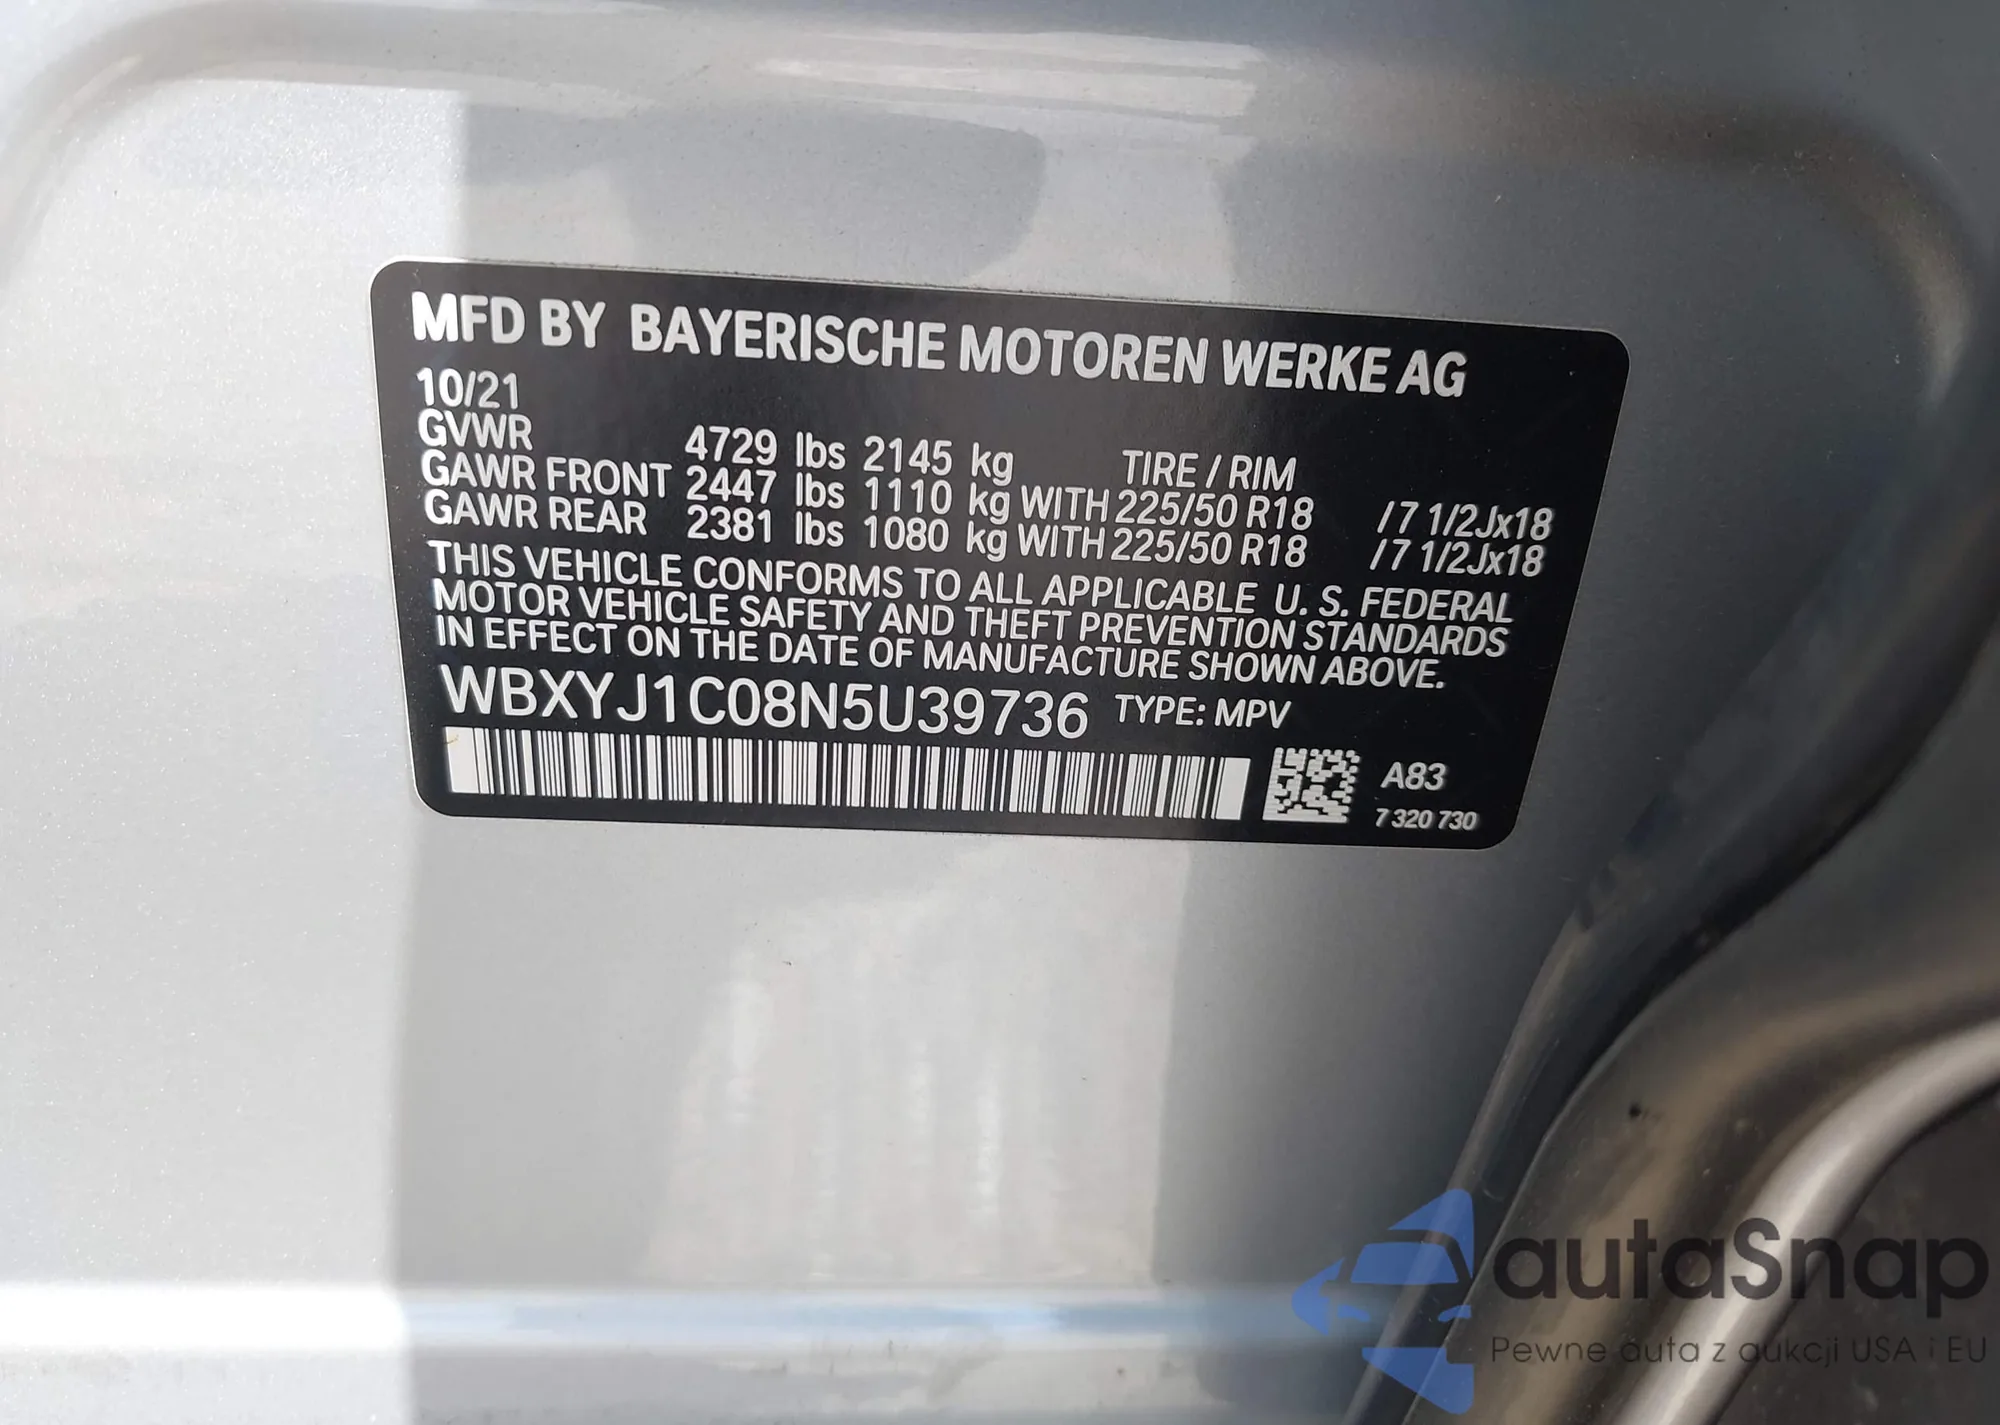 MFD BY BAYERISCHE MOTOREN WERKE AG
10/21
GVWR 4729 lbs 2145 kg TIRE / RIM
GAWR FRONT 2447 lbs 1110 kg WITH 225/50 R18 /7 1/2Jx18
GAWR REAR 2381 lbs 1080 kg WITH 225/50 R18 /7 1/2Jx18
THIS VEHICLE CONFORMS TO ALL APPLICABLE U. S. FEDERAL
MOTOR VEHICLE SAFETY AND THEFT PREVENTION STANDARDS
IN EFFECT ON THE DATE OF MANUFACTURE SHOWN ABOVE.
WBXYJ1C08N5U39736 TYPE: MPV
A83
7 320 730
autaSnap
Pewne auta z aukcji USA i EU